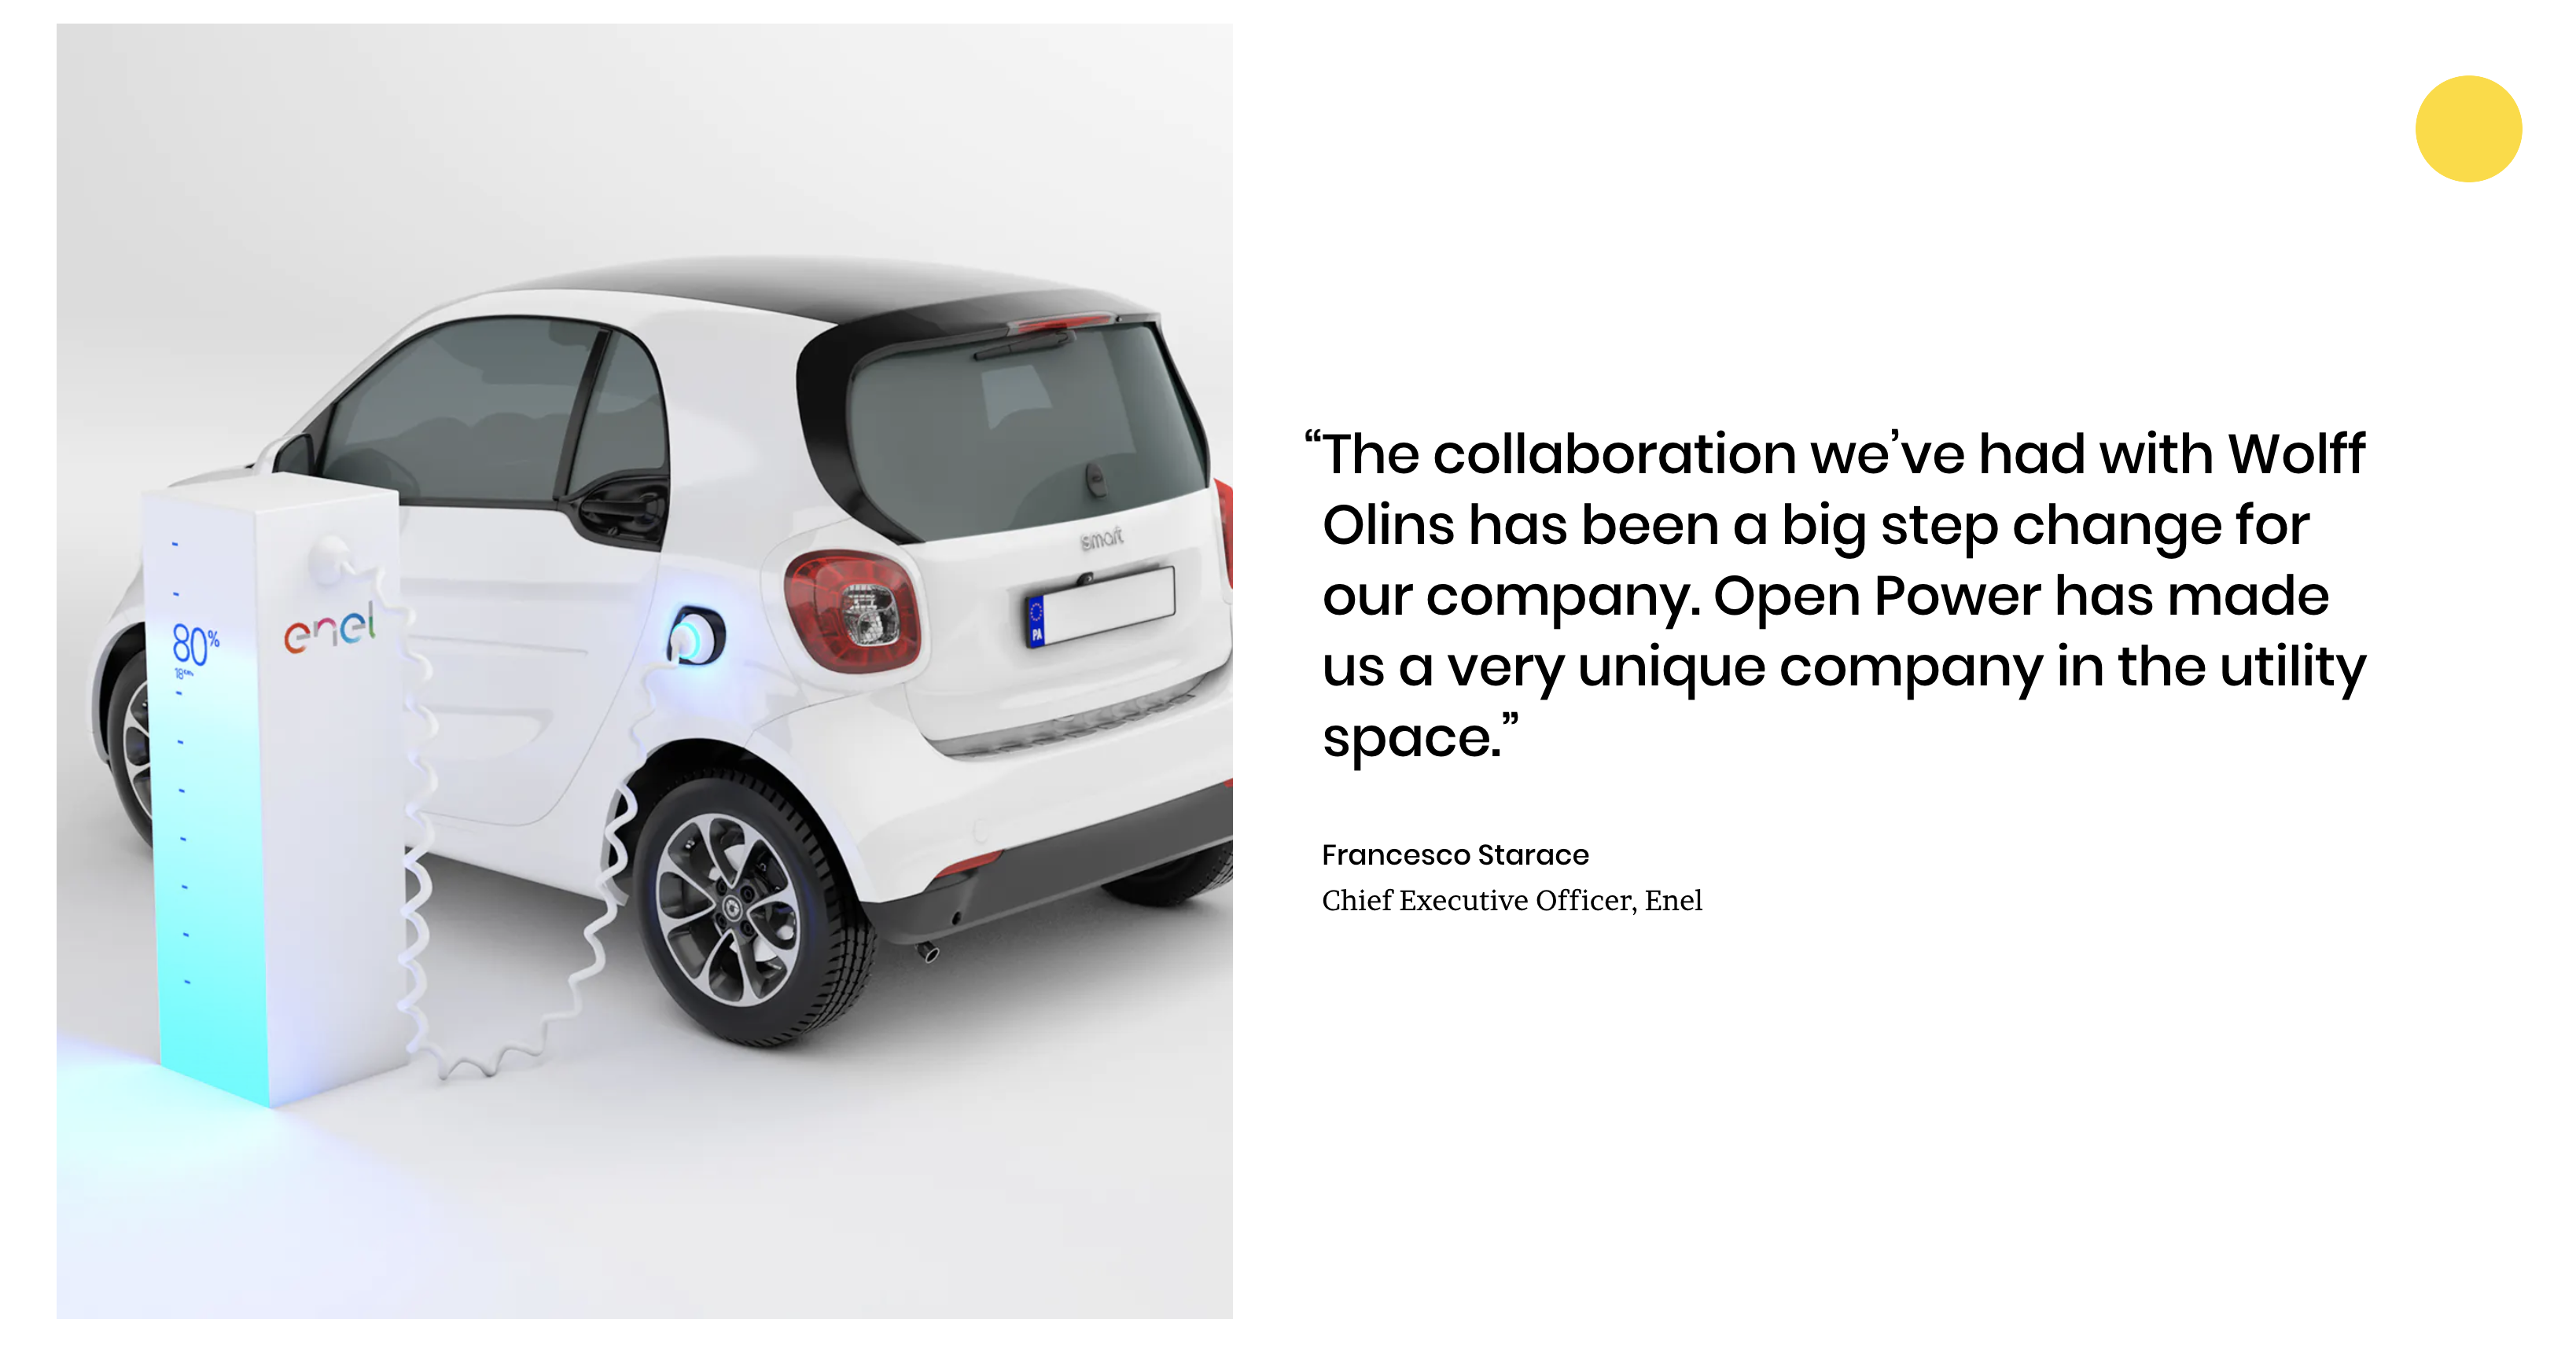 80%
enel
smart
PA
“The collaboration we’ve had with Wolff
Olins has been a big step change for
our company. Open Power has made
us a very unique company in the utility
space.”
Francesco Starace
Chief Executive Officer, Enel